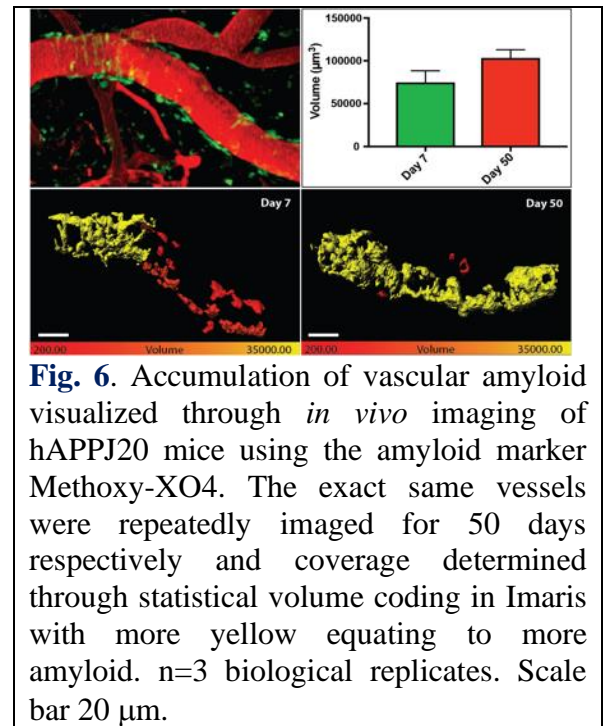 150000
100000
50000
0
Volume (µm³)
Day 7
Day 50
Day 7
Day 50
200.00 Volume 35000.00
200.00 Volume 35000.00
Fig. 6. Accumulation of vascular amyloid
visualized through in vivo imaging of
hAPPJ20 mice using the amyloid marker
Methoxy-XO4. The exact same vessels
were repeatedly imaged for 50 days
respectively and coverage determined
through statistical volume coding in Imaris
with more yellow equating to more
amyloid. n=3 biological replicates. Scale
bar 20 µm.